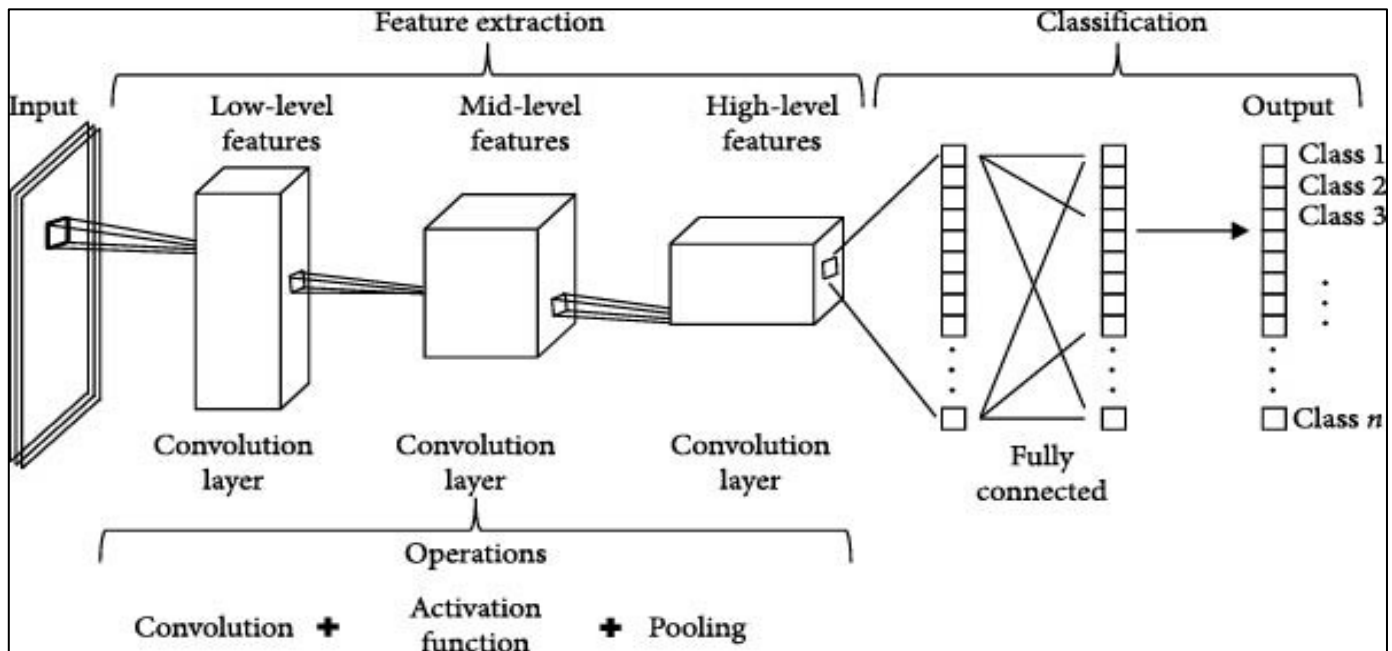 Feature extraction
Classification
Input
Low-level
features
Mid-level
features
High-level
features
Output
Class 1
Class 2
Class 3
Class n
Convolution
layer
Convolution
layer
Convolution layer
Fully
connected
Operations
Convolution + Activation
function + Pooling